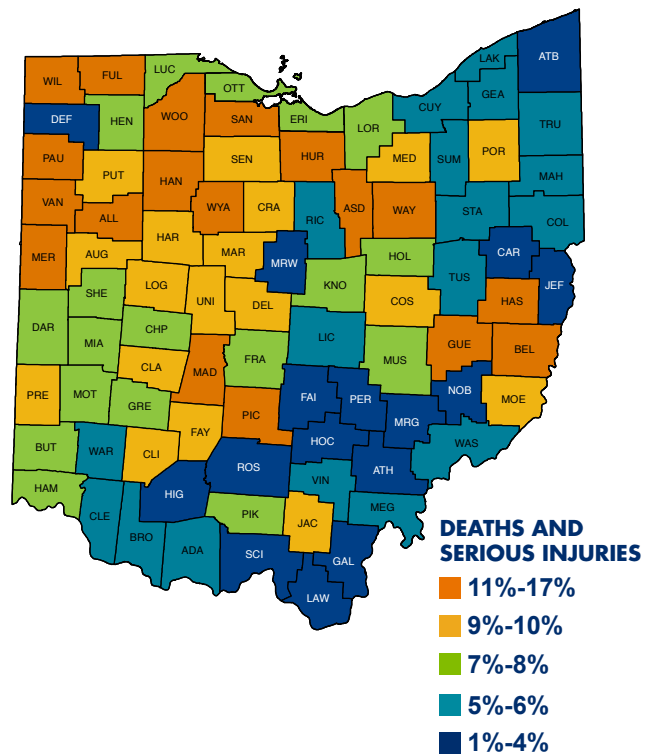 LAK
ATB
WIL
FUL
LUC
OTT
GEA
CUY
DEF
HEN
WOO
SAN
ERI
LOR
TRU
PAU
PUT
HAN
SEN
HUR
MED
SUM
POR
MAH
VAN
ALL
WYA
CRA
RIC
ASD
WAY
STA
COL
MER
AUG
HAR
MAR
MRW
HOL
CAR
TUS
JEF
SHE
LOG
UNI
DEL
KNO
COS
HAS
DAR
MIA
CHP
CLA
MAD
FRA
LIC
MUS
GUE
BEL
PRE
MOT
GRE
FAY
PIC
FAI
PER
MRG
NOB
MOE
BUT
WAR
CLI
ROS
HOC
ATH
WAS
HAM
CLE
BRO
HIG
ADA
PIK
VIN
JAC
MEG
SCI
GAL
LAW
DEATHS AND
SERIOUS INJURIES
11%-17%
9%-10%
7%-8%
5%-6%
1%-4%